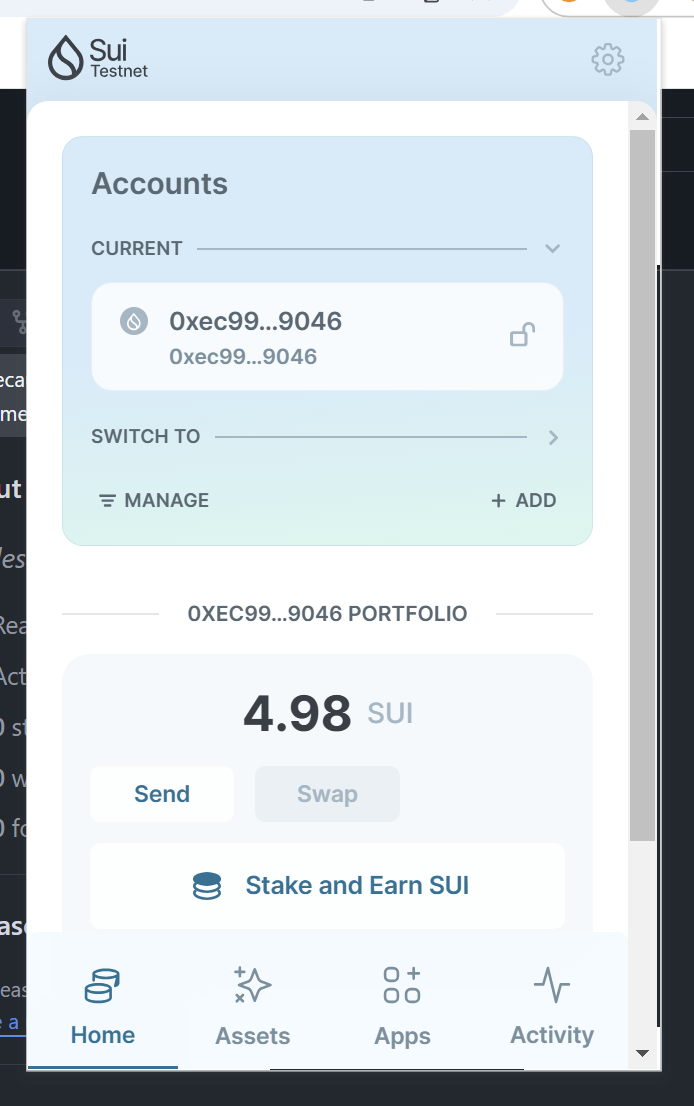 Sui
Testnet
Accounts
CURRENT
0xec99...9046
0xec99...9046
SWITCH TO
MANAGE
+ ADD
0XEC99...9046 PORTFOLIO
4.98 SUI
Send
Swap
Stake and Earn SUI
Home
Assets
Apps
Activity